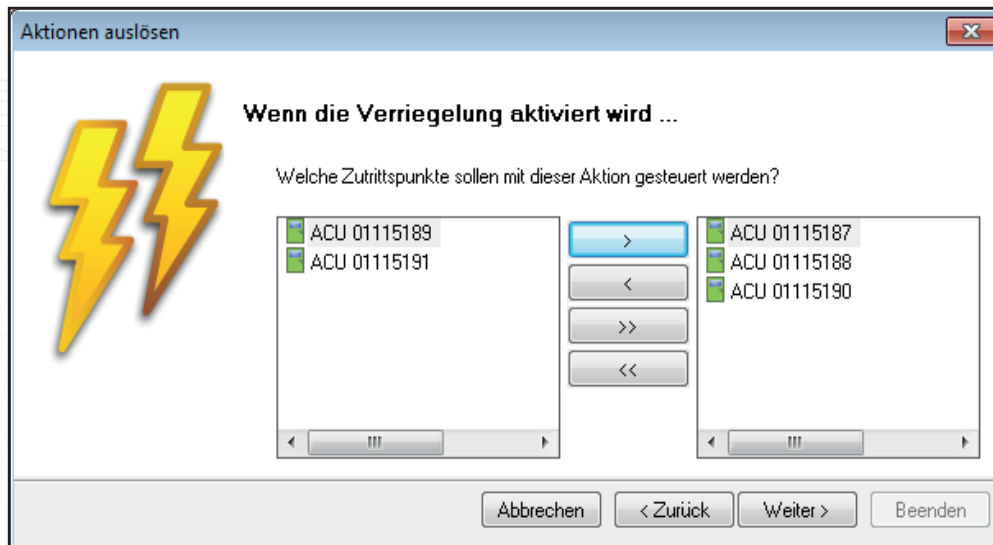 Aktionen auslösen
Wenn die Verriegelung aktiviert wird ...
Welche Zutrittspunkte sollen mit dieser Aktion gesteuert werden?
ACU 01115189
ACU 01115191
>
<
>>
<<
ACU 01115187
ACU 01115188
ACU 01115190
Abbrechen
< Zurück
Weiter >
Beenden